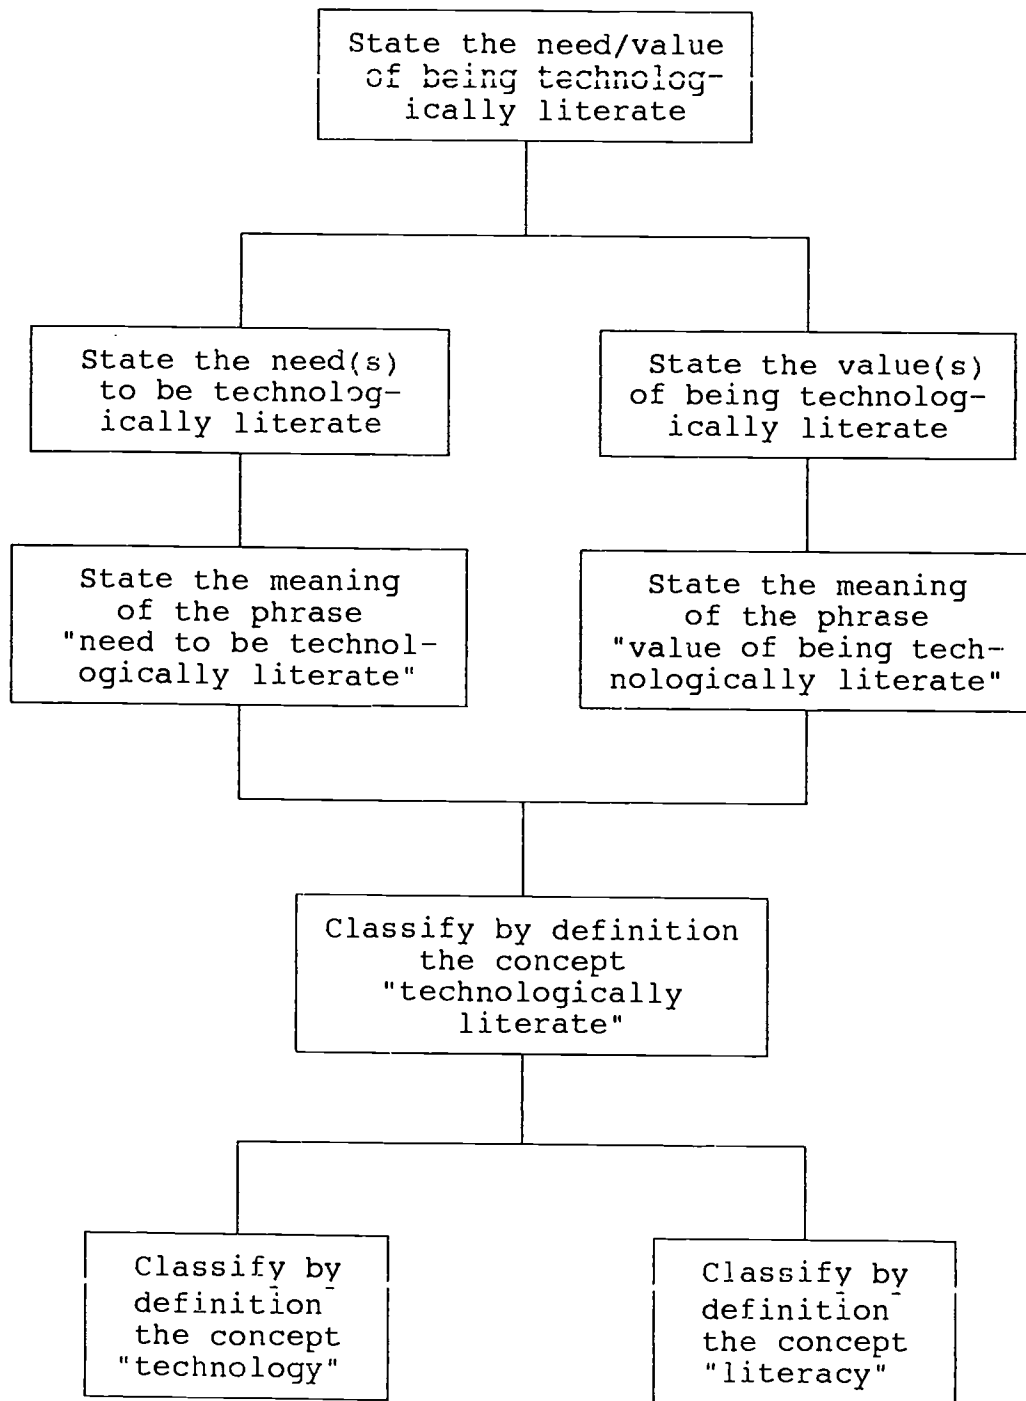 State the need/value
of being technolog-
ically literate
State the need(s)
to be technolog-
ically literate
State the value(s)
of being technolog-
ically literate
State the meaning
of the phrase
"need to be technol-
ogically literate"
State the meaning
of the phrase
"value of being tech-
nologically literate"
Classify by definition
the concept
"technologically
literate"
Classify by
definition
the concept
"technology"
Classify by
definition
the concept
"literacy"